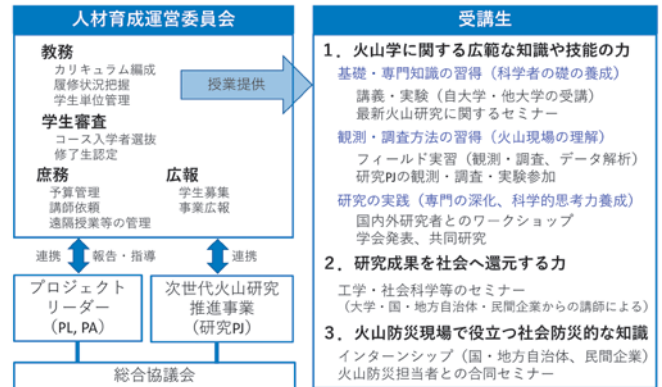 人材育成運営委員会
教務
カリキュラム編成
履修状況把握
学生単位管理
学生審査
コース入学者選抜
修了生認定
庶務
予算管理
講師依頼
遠隔授業等の管理
広報
学生募集
事業広報
授業提供
連携
報告・指導
連携
プロジェクト
リーダー
(PL, PA)
次世代火山研究
推進事業
(研究PJ)
総合協議会
受講生
1．火山学に関する広範な知識や技能の力
基礎・専門知識の習得（科学者の礎の養成）
講義・実験（自大学・他大学の受講）
最新火山研究に関するセミナー
観測・調査方法の習得（火山現場の理解）
フィールド実習（観測・調査、データ解析）
研究PJの観測・調査・実験参加
研究の実践（専門の深化、科学的思考力養成）
国内外研究者とのワークショップ
学会発表、共同研究
2．研究成果を社会へ還元する力
工学・社会科学等のセミナー
（大学・国・地方自治体・民間企業からの講師による）
3．火山防災現場で役立つ社会防災的な知識
インターンシップ（国・地方自治体、民間企業）
火山防災担当者との合同セミナー